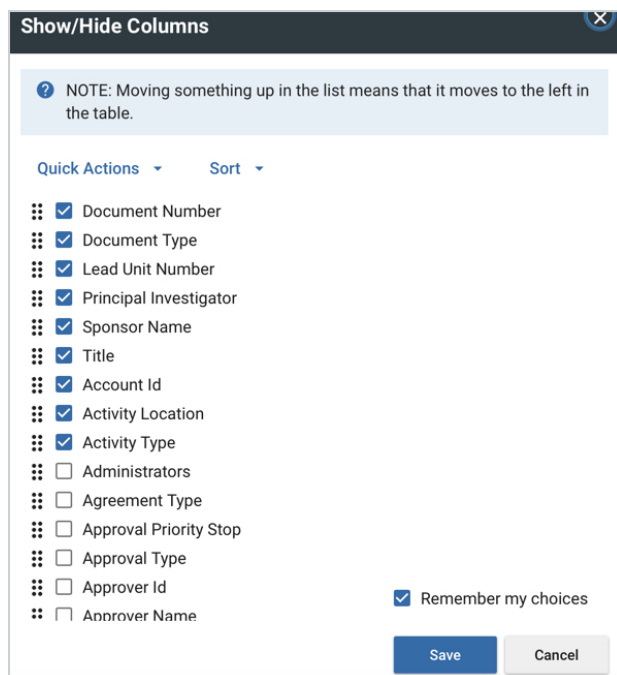 Show/Hide Columns
NOTE: Moving something up in the list means that it moves to the left in
the table.
Quick Actions
Sort
Document Number
Document Type
Lead Unit Number
Principal Investigator
Sponsor Name
Title
Account Id
Activity Location
Activity Type
Administrators
Agreement Type
Approval Priority Stop
Approval Type
Approver Id
Approver Name
Remember my choices
Save
Cancel